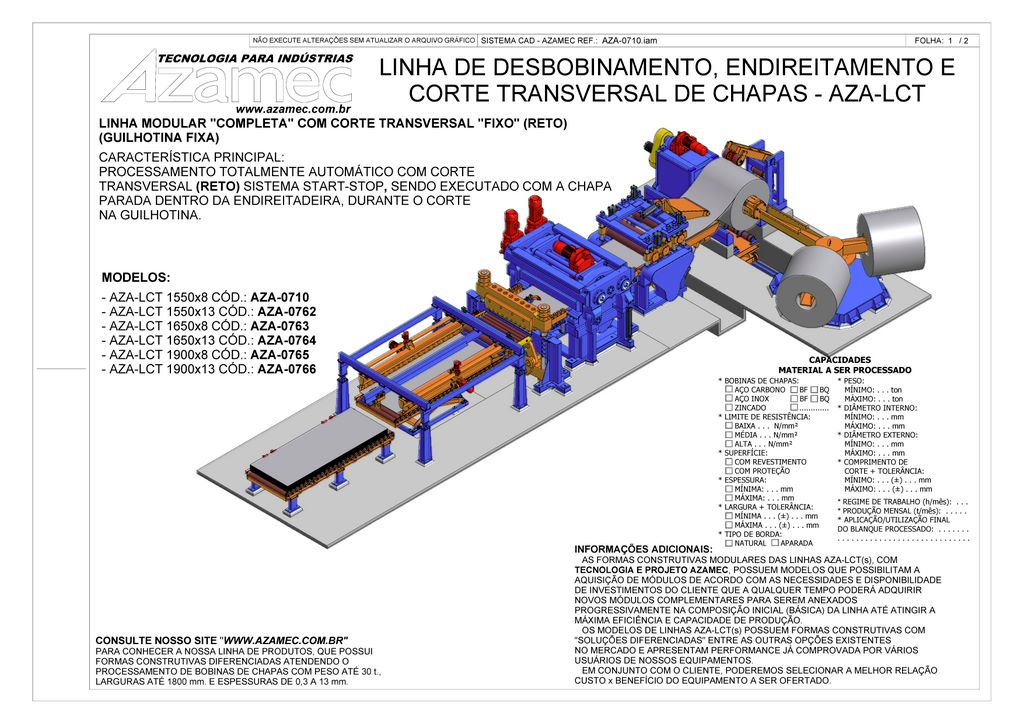 NÃO EXECUTE ALTERAÇÕES SEM ATUALIZAR O ARQUIVO GRÁFICO SISTEMA CAD - AZAMEC REF.: AZA-0710.iam FOLHA: 1 / 2
TECNOLOGIA PARA INDÚSTRIAS
Azamec
www.azamec.com.br
LINHA DE DESBOBINAMENTO, ENDIREITAMENTO E
CORTE TRANSVERSAL DE CHAPAS - AZA-LCT
LINHA MODULAR "COMPLETA" COM CORTE TRANSVERSAL "FIXO" (RETO)
(GUILHOTINA FIXA)
CARACTERÍSTICA PRINCIPAL:
PROCESSAMENTO TOTALMENTE AUTOMÁTICO COM CORTE
TRANSVERSAL (RETO) SISTEMA START-STOP, SENDO EXECUTADO COM A CHAPA
PARADA DENTRO DA ENDIREITADEIRA, DURANTE O CORTE
NA GUILHOTINA.
MODELOS:
- AZA-LCT 1550x8 CÓD.: AZA-0710
- AZA-LCT 1550x13 CÓD.: AZA-0762
- AZA-LCT 1650x8 CÓD.: AZA-0763
- AZA-LCT 1650x13 CÓD.: AZA-0764
- AZA-LCT 1900x8 CÓD.: AZA-0765
- AZA-LCT 1900x13 CÓD.: AZA-0766
CAPACIDADES
MATERIAL A SER PROCESSADO
* BOBINAS DE CHAPAS:
☐ AÇO CARBONO ☐ BF ☐ BQ
☐ AÇO INOX ☐ BF ☐ BQ
☐ ZINCADO ☐ .............
* LIMITE DE RESISTÊNCIA:
☐ BAIXA . . . N/mm²
☐ MÉDIA . . . N/mm²
☐ ALTA . . . N/mm²
* SUPERFÍCIE:
☐ COM REVESTIMENTO
☐ COM PROTEÇÃO
* ESPESSURA:
☐ MÍNIMA: . . . mm
☐ MÁXIMA: . . . mm
* LARGURA + TOLERÂNCIA:
☐ MÍNIMA . . . (±) . . . mm
☐ MÁXIMA . . . (±) . . . mm
* TIPO DE BORDA:
☐ NATURAL ☐ APARADA
* PESO:
MÍNIMO: . . . ton
MÁXIMO: . . . ton
* DIÂMETRO INTERNO:
MÍNIMO: . . . mm
MÁXIMO: . . . mm
* DIÂMETRO EXTERNO:
MÍNIMO: . . . mm
MÁXIMO: . . . mm
* COMPRIMENTO DE
CORTE + TOLERÂNCIA:
MÍNIMO: . . . (±) . . . mm
MÁXIMO: . . . (±) . . . mm
* REGIME DE TRABALHO (h/mês): . . .
* PRODUÇÃO MENSAL (t/mês): . . . . .
* APLICAÇÃO/UTILIZAÇÃO FINAL
DO BLANQUE PROCESSADO: . . . . . . .
. . . . . . . . . . . . . . . . . . . . . . . . . . . . .
INFORMAÇÕES ADICIONAIS:
AS FORMAS CONSTRUTIVAS MODULARES DAS LINHAS AZA-LCT(s), COM
TECNOLOGIA E PROJETO AZAMEC, POSSUEM MODELOS QUE POSSIBILITAM A
AQUISIÇÃO DE MÓDULOS DE ACORDO COM AS NECESSIDADES E DISPONIBILIDADE
DE INVESTIMENTOS DO CLIENTE QUE A QUALQUER TEMPO PODERÁ ADQUIRIR
NOVOS MÓDULOS COMPLEMENTARES PARA SEREM ANEXADOS
PROGRESSIVAMENTE NA COMPOSIÇÃO INICIAL (BÁSICA) DA LINHA ATÉ ATINGIR A
MÁXIMA EFICIÊNCIA E CAPACIDADE DE PRODUÇÃO.
OS MODELOS DE LINHAS AZA-LCT(s) POSSUEM FORMAS CONSTRUTIVAS COM
"SOLUÇÕES DIFERENCIADAS" ENTRE AS OUTRAS OPÇÕES EXISTENTES
NO MERCADO E APRESENTAM PERFORMANCE JÁ COMPROVADA POR VÁRIOS
USUÁRIOS DE NOSSOS EQUIPAMENTOS.
EM CONJUNTO COM O CLIENTE, PODEREMOS SELECIONAR A MELHOR RELAÇÃO
CUSTO x BENEFÍCIO DO EQUIPAMENTO A SER OFERTADO.
CONSULTE NOSSO SITE "WWW.AZAMEC.COM.BR"
PARA CONHECER A NOSSA LINHA DE PRODUTOS, QUE POSSUI
FORMAS CONSTRUTIVAS DIFERENCIADAS ATENDENDO O
PROCESSAMENTO DE BOBINAS DE CHAPAS COM PESO ATÉ 30 t.,
LARGURAS ATÉ 1800 mm. E ESPESSURAS DE 0,3 A 13 mm.